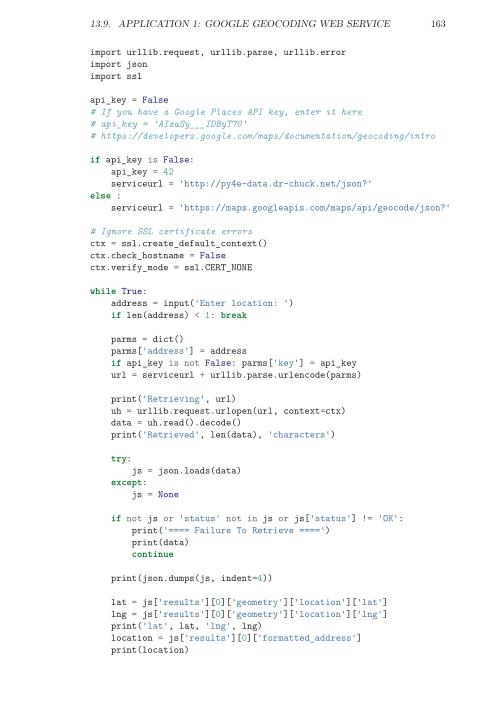 13.9. APPLICATION 1: GOOGLE GEOCODING WEB SERVICE 163
import urllib.request, urllib.parse, urllib.error
import json
import ssl
api_key = False
# If you have a Google Places API key, enter it here
# api_key = 'AIzaSy___IDByT70'
# https://developers.google.com/maps/documentation/geocoding/intro
if api_key is False:
    api_key = 42
    serviceurl = 'http://py4e-data.dr-chuck.net/json?'
else :
    serviceurl = 'https://maps.googleapis.com/maps/api/geocode/json?'
# Ignore SSL certificate errors
ctx = ssl.create_default_context()
ctx.check_hostname = False
ctx.verify_mode = ssl.CERT_NONE
while True:
    address = input('Enter location: ')
    if len(address) < 1: break
    parms = dict()
    parms['address'] = address
    if api_key is not False: parms['key'] = api_key
    url = serviceurl + urllib.parse.urlencode(parms)
    print('Retrieving', url)
    uh = urllib.request.urlopen(url, context=ctx)
    data = uh.read().decode()
    print('Retrieved', len(data), 'characters')
    try:
        js = json.loads(data)
    except:
        js = None
    if not js or 'status' not in js or js['status'] != 'OK':
        print('==== Failure To Retrieve ====')
        print(data)
        continue
    print(json.dumps(js, indent=4))
    lat = js['results'][0]['geometry']['location']['lat']
    lng = js['results'][0]['geometry']['location']['lng']
    print('lat', lat, 'lng', lng)
    location = js['results'][0]['formatted_address']
    print(location)